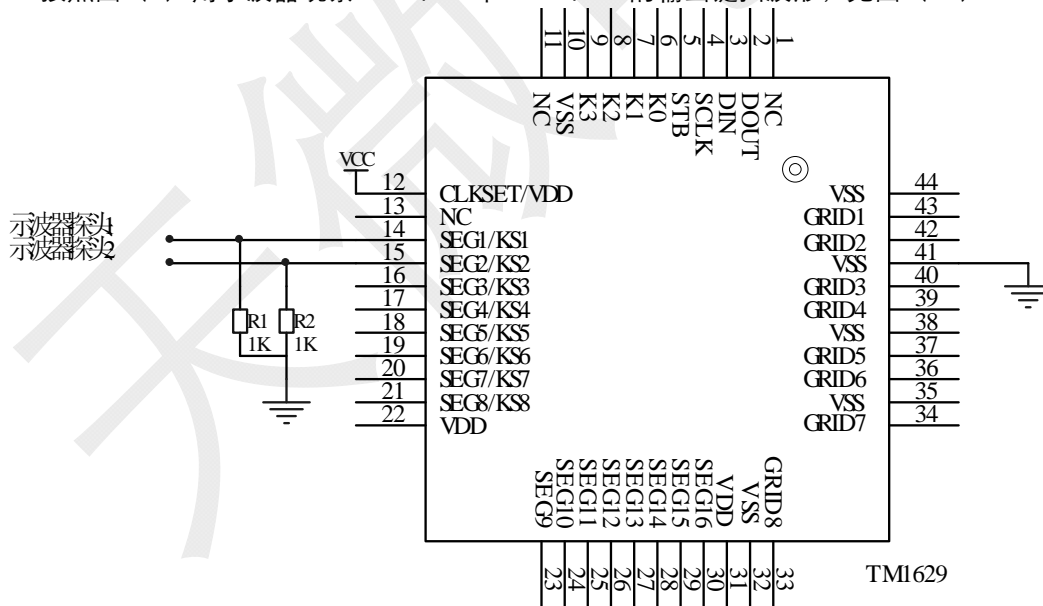 11 10 9 8 7 6 5 4 3 2 1
NC VSS K3 K2 K1 K0 STB SCLK DIN DOUT NC
VCC
12 CLKSET/VDD
13 NC
示波器探头1
14 SEG1/KS1
示波器探头2
15 SEG2/KS2
16 SEG3/KS3
17 SEG4/KS4
18 SEG5/KS5
19 SEG6/KS6
20 SEG7/KS7
21 SEG8/KS8
22 VDD
R1 R2
1K 1K
VSS 44
GRID1 43
GRID2 42
VSS 41
GRID3 40
GRID4 39
VSS 38
GRID5 37
GRID6 36
VSS 35
GRID7 34
SEG9 SEG10 SEG11 SEG12 SEG13 SEG14 SEG15 SEG16 VDD VSS GRID8
23 24 25 26 27 28 29 30 31 32 33
TM1629